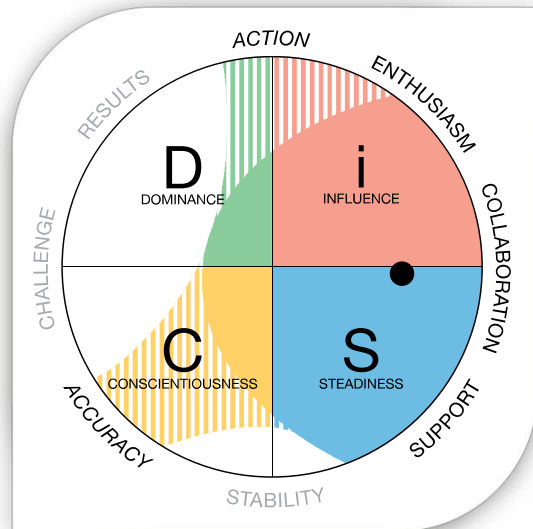 ACTION
ENTHUSIASM
RESULTS
D
DOMINANCE
i
INFLUENCE
CHALLENGE
COLLABORATION
C
CONSCIENTIOUSNESS
S
STEADINESS
ACCURACY
SUPPORT
STABILITY